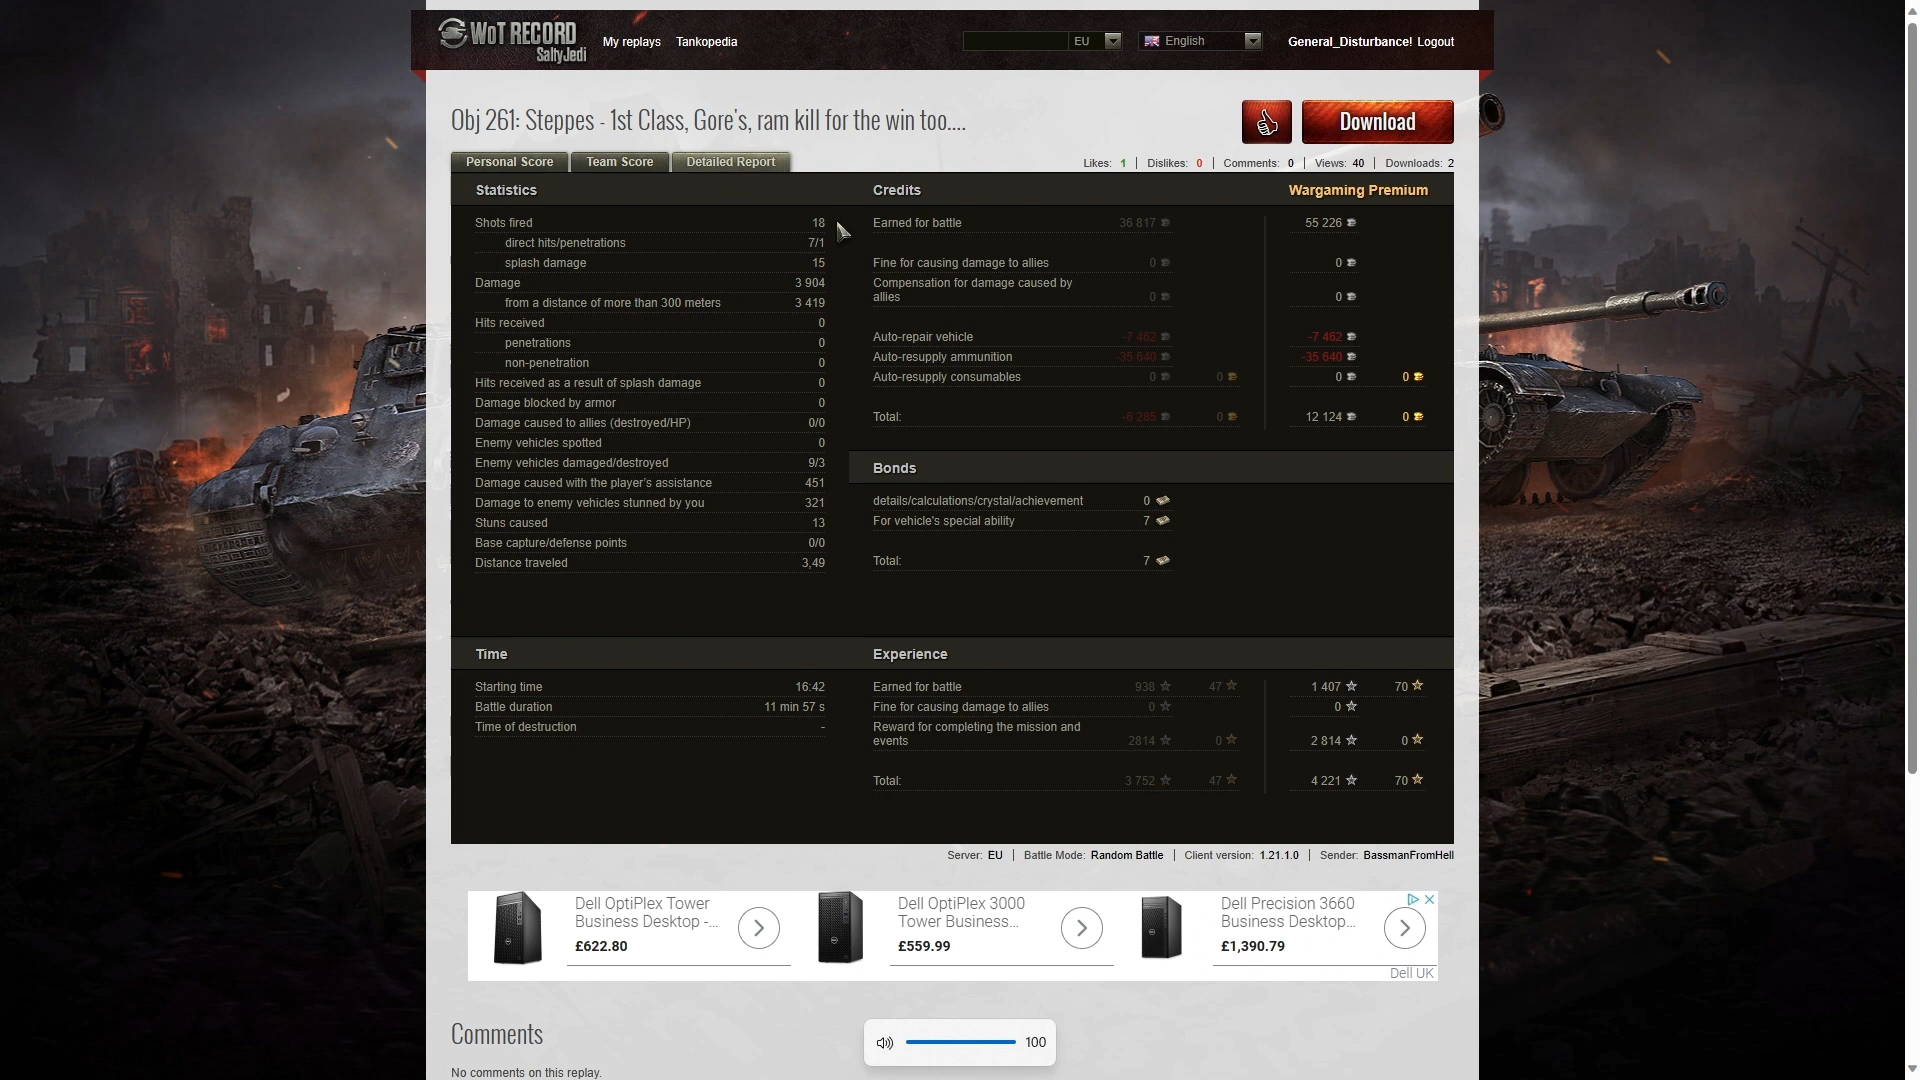 WoT RECORD
SaltyJedi
My replays Tankopedia
EU
English
General_Disturbance! Logout
Obj 261: Steppes - 1st Class, Gore's, ram kill for the win too....
Download
Personal Score Team Score Detailed Report
Likes: 1 | Dislikes: 0 | Comments: 0 | Views: 40 | Downloads: 2
Statistics
Shots fired 18
direct hits/penetrations 7/1
splash damage 15
Damage 3 904
from a distance of more than 300 meters 3 419
Hits received 0
penetrations 0
non-penetration 0
Hits received as a result of splash damage 0
Damage blocked by armor 0
Damage caused to allies (destroyed/HP) 0/0
Enemy vehicles spotted 0
Enemy vehicles damaged/destroyed 9/3
Damage caused with the player's assistance 451
Damage to enemy vehicles stunned by you 321
Stuns caused 13
Base capture/defense points 0/0
Distance traveled 3,49
Credits Wargaming Premium
Earned for battle 36 817 55 226
Fine for causing damage to allies 0 0
Compensation for damage caused by
allies 0 0
Auto-repair vehicle -7 462 -7 462
Auto-resupply ammunition -35 640 -35 640
Auto-resupply consumables 0 0 0 0
Total: -6 285 0 12 124 0
Bonds
details/calculations/crystal/achievement 0
For vehicle's special ability 7
Total: 7
Time
Starting time 16:42
Battle duration 11 min 57 s
Time of destruction -
Experience
Earned for battle 938 47 1 407 70
Fine for causing damage to allies 0 0
Reward for completing the mission and
events 2814 0 2 814 0
Total: 3 752 47 4 221 70
Server: EU | Battle Mode: Random Battle | Client version: 1.21.1.0 | Sender: BassmanFromHell
Dell OptiPlex Tower
Business Desktop -...
£622.80
Dell OptiPlex 3000
Tower Business...
£559.99
Dell Precision 3660
Business Desktop...
£1,390.79
Dell UK
Comments
100
No comments on this replay.